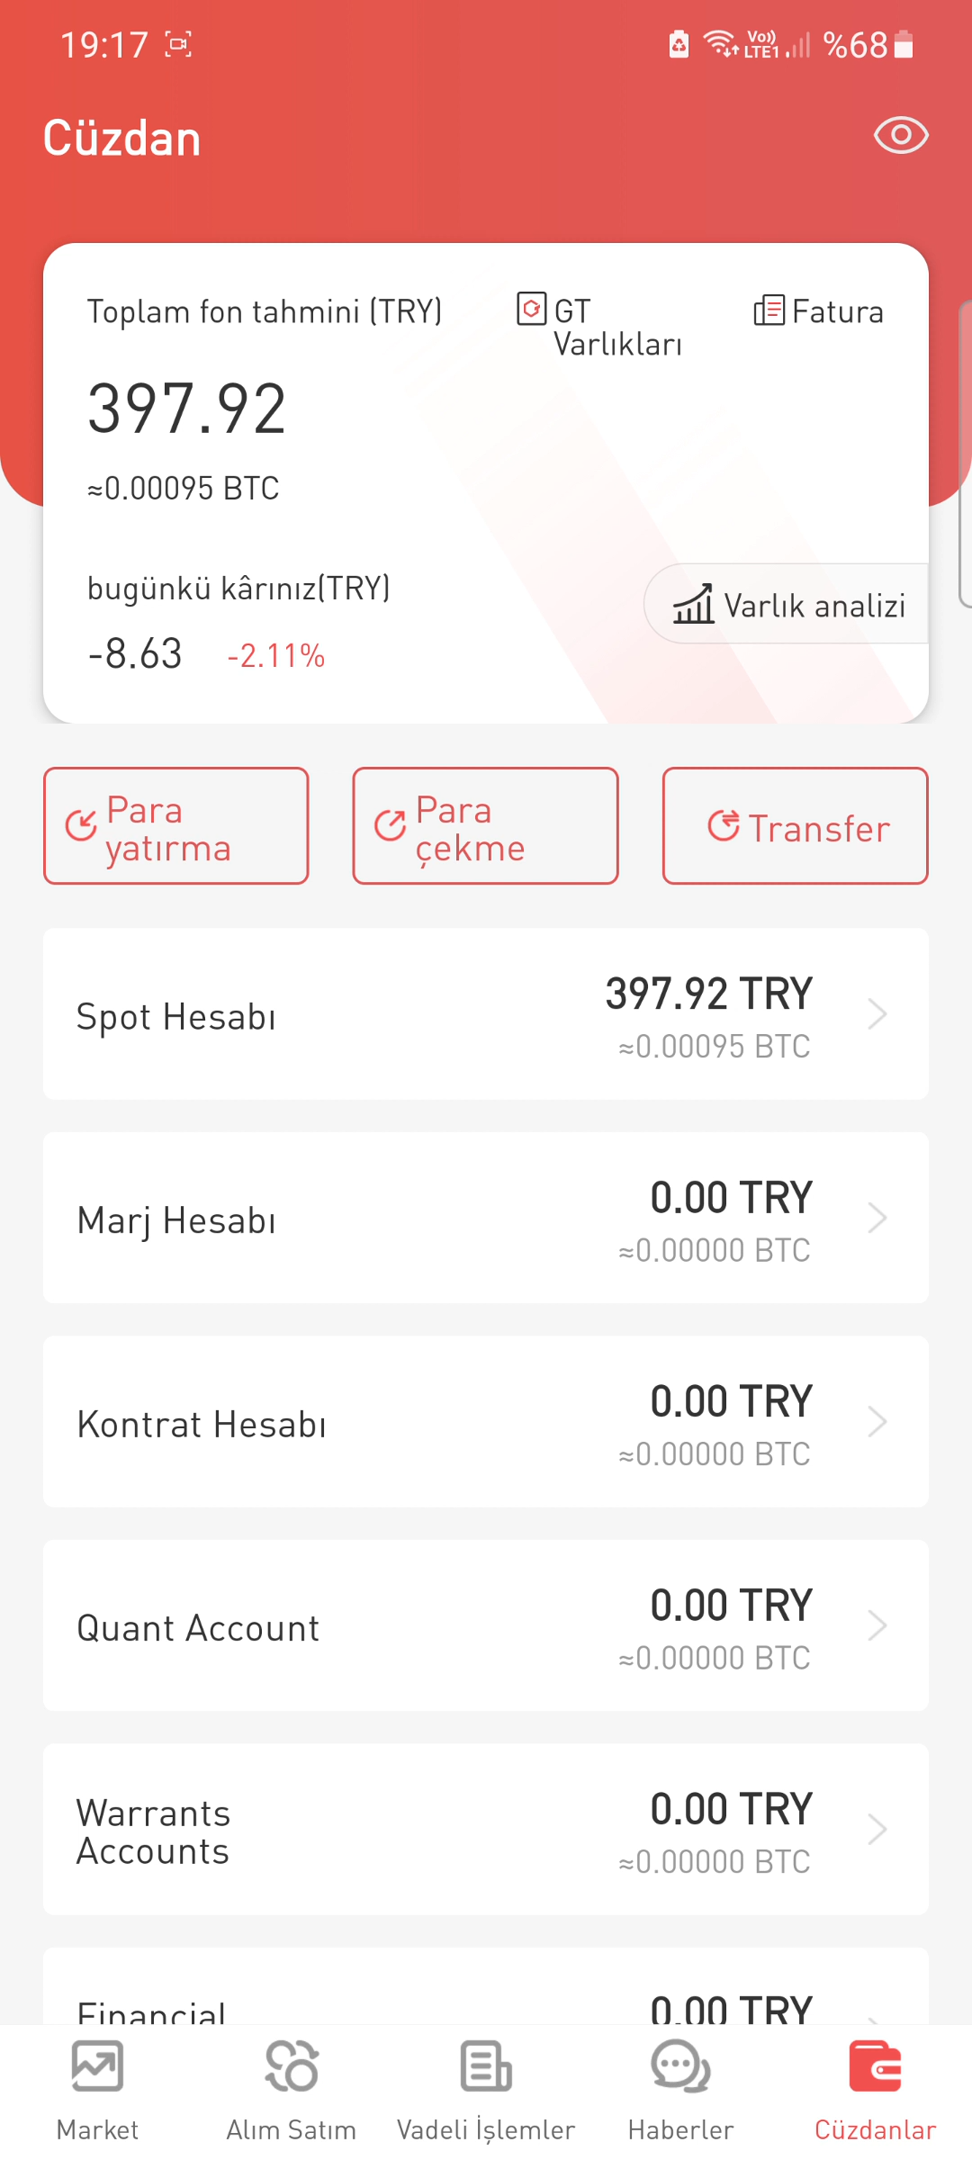 19:17
Vo)) LTE1 %68
Cüzdan
Toplam fon tahmini (TRY)
GT
Varlıkları
Fatura
397.92
≈0.00095 BTC
bugünkü kârınız(TRY)
-8.63 -2.11%
Varlık analizi
Para
yatırma
Para
çekme
Transfer
Spot Hesabı
397.92 TRY
≈0.00095 BTC
Marj Hesabı
0.00 TRY
≈0.00000 BTC
Kontrat Hesabı
0.00 TRY
≈0.00000 BTC
Quant Account
0.00 TRY
≈0.00000 BTC
Warrants
Accounts
0.00 TRY
≈0.00000 BTC
Financial
0.00 TRY
Market
Alım Satım
Vadeli İşlemler
Haberler
Cüzdanlar